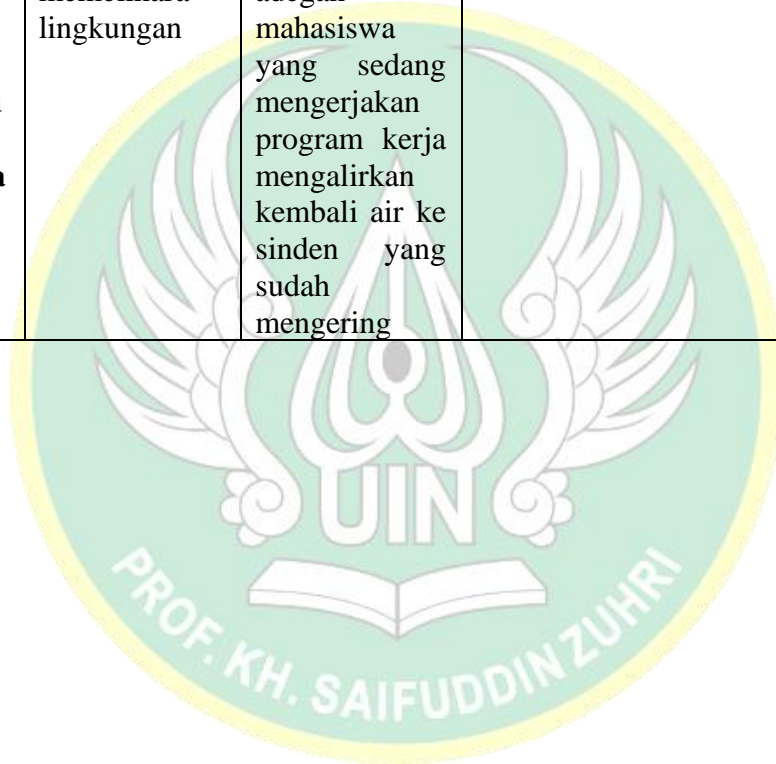 lingkungan
mahasiswa
yang sedang
mengerjakan
program kerja
mengalirkan
kembali air ke
sinden yang
sudah
mengering
UIN
PROF. KH. SAIFUDDIN ZUHRI